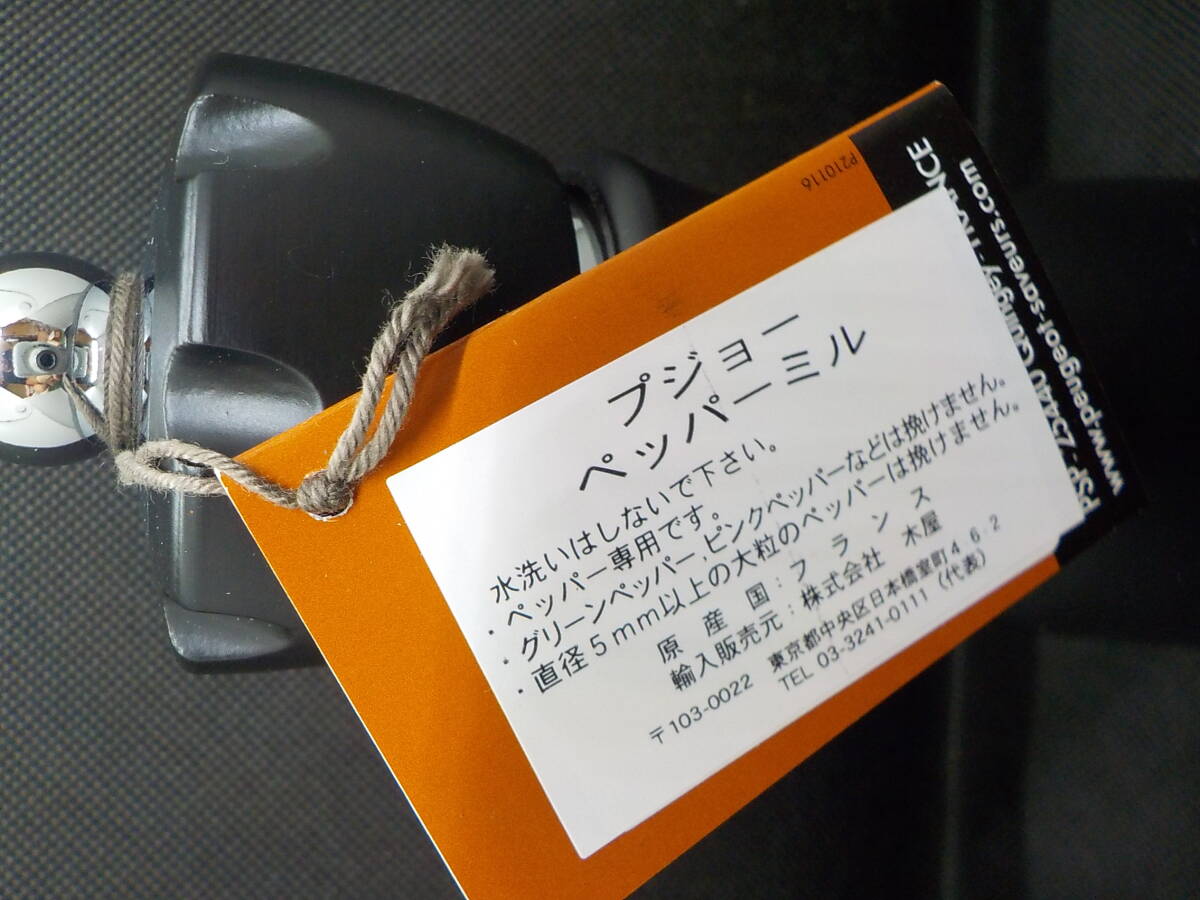 プジョー
ペッパーミル
水洗いはしないで下さい。
・ペッパー専用です。
・グリーンペッパー,ピンクペッパーなどは挽けません。
・直径5mm以上の大粒のペッパーは挽けません。
原産国：フランス
輸入販売元：株式会社 木屋
〒103-0022 東京都中央区日本橋室町4.6.2
TEL 03-3241-0111（代表）
P210116
PSP - 25440 Quingey - FRANCE
www.peugeot-saveurs.com